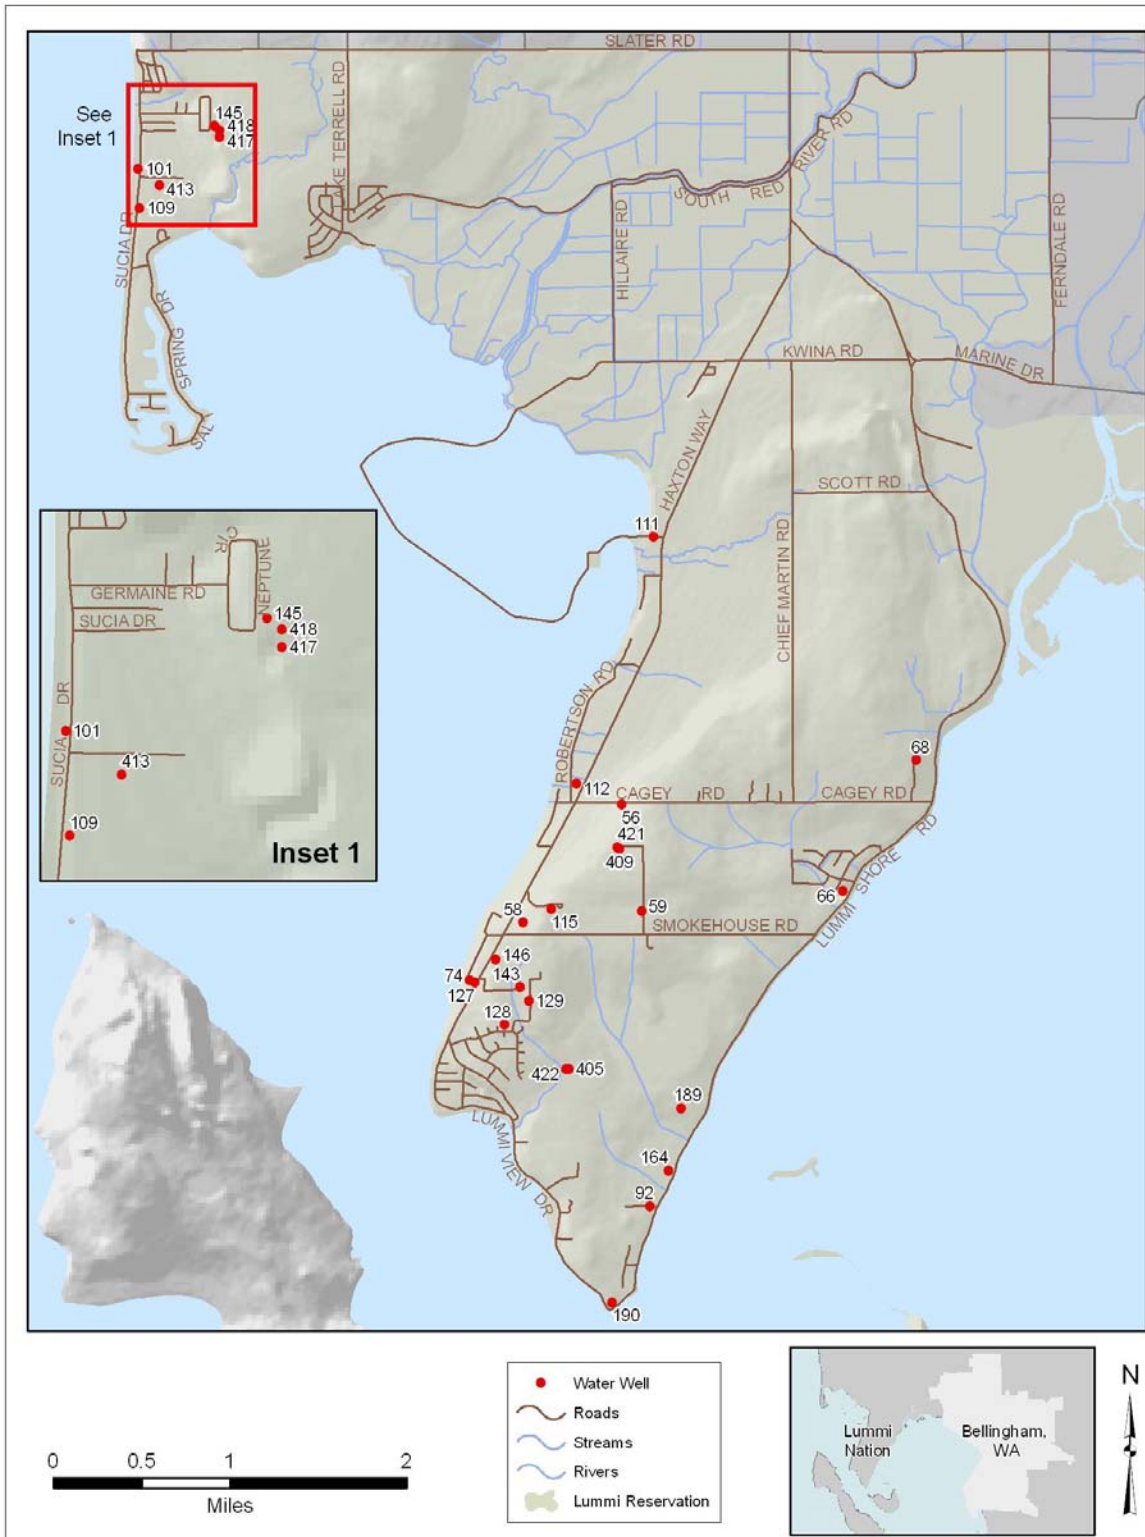 SLATER RD
See
Inset 1
145
418
417
101
413
109
SUCIA DR
KE TERRELL RD
SOUTH RED RIVER RD
HILLAIRE RD
FERNDALE RD
SPRING DR
SAL
KWINA RD
MARINE DR
HAXTON WAY
SCOTT RD
CHIEF MARTIN RD
111
CIR
NEPTUNE
GERMAINE RD
145
SUCIA DR
418
417
SUCIA DR
101
413
109
Inset 1
ROBERTSON RD
68
112
CAGEY RD
CAGEY RD
56
421
409
66
LUMMI SHORE RD
58
115
59
SMOKEHOUSE RD
146
74
143
127
129
128
422
405
189
LUMMI VIEW DR
164
92
190
Water Well
Roads
Streams
Rivers
Lummi Reservation
0
0.5
1
2
Miles
Lummi
Nation
Bellingham,
WA
N